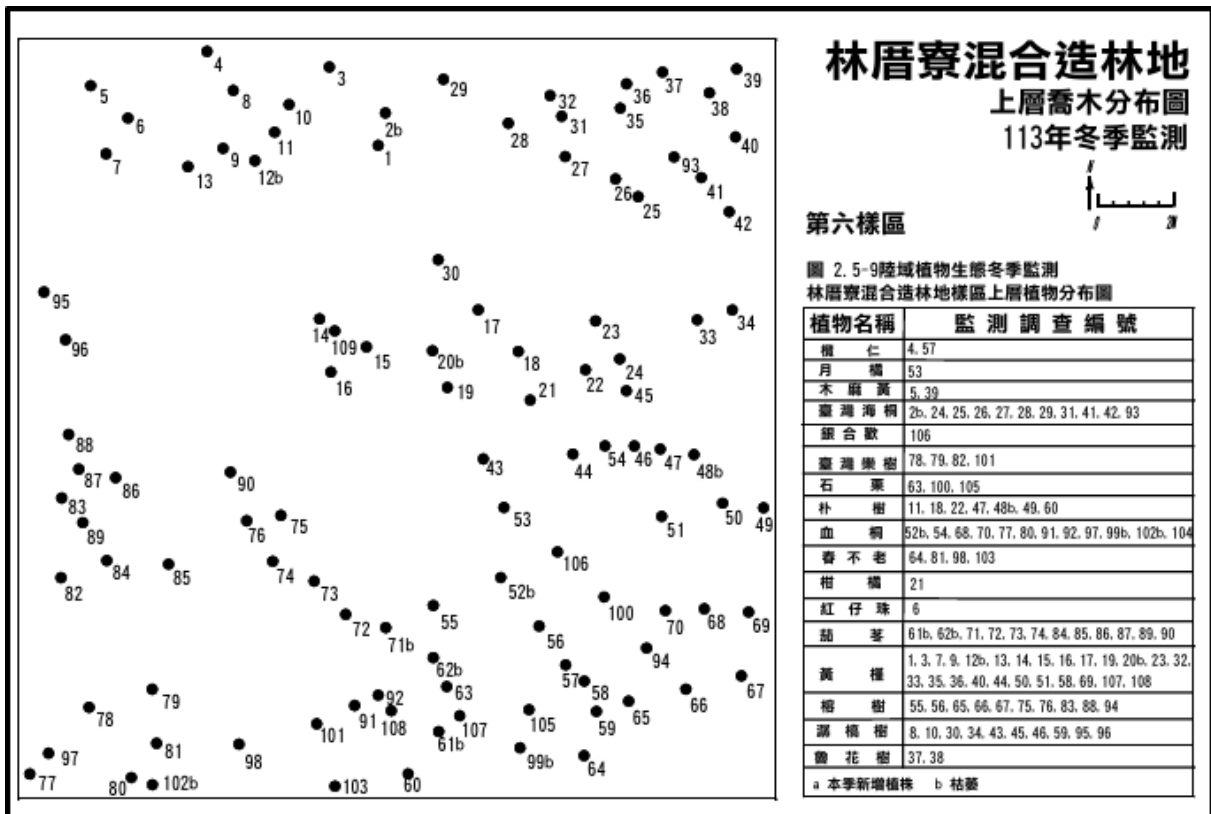 林厝寮混合造林地
上層喬木分布圖
113年冬季監測
N
0 2M
第六樣區
圖 2.5-9陸域植物生態冬季監測
林厝寮混合造林地樣區上層植物分布圖
植物名稱 監測調查編號
欖仁 4.57
月橘 53
木麻黃 5.39
臺灣海桐 2b. 24. 25. 26. 27. 28. 29. 31. 41. 42. 93
銀合歡 106
臺灣欒樹 78. 79. 82. 101
石栗 63. 100. 105
朴樹 11. 18. 22. 47. 48b. 49. 60
血桐 52b. 54. 68. 70. 77. 80. 91. 92. 97. 99b. 102b. 104
春不老 64. 81. 98. 103
柑橘 21
紅仔珠 6
茄苳 61b. 62b. 71. 72. 73. 74. 84. 85. 86. 87. 89. 90
黃槿 1. 3. 7. 9. 12b. 13. 14. 15. 16. 17. 19. 20b. 23. 32.
33. 35. 36. 40. 44. 50. 51. 58. 69. 107. 108
榕樹 55. 56. 65. 66. 67. 75. 76. 83. 88. 94
潺槁樹 8. 10. 30. 34. 43. 45. 46. 59. 95. 96
魯花樹 37. 38
a 本季新增植株 b 枯萎
4
3
5
29
37
39
8
36
38
10
32
2b
35
6
31
28
11
40
1
9
7
27
93
12b
13
26
41
25
42
30
95
17
34
14
23
33
109
96
15
20b
18
24
16
22
19
21
45
88
54
46
47
44
48b
43
87
90
86
83
50
53
49
75
51
89
76
106
84
74
85
82
73
52b
100
55
70
68
69
72
71b
56
94
62b
57
67
58
63
79
66
92
65
91
78
108
105
59
107
101
61b
81
98
99b
97
64
77
80
102b
103
60